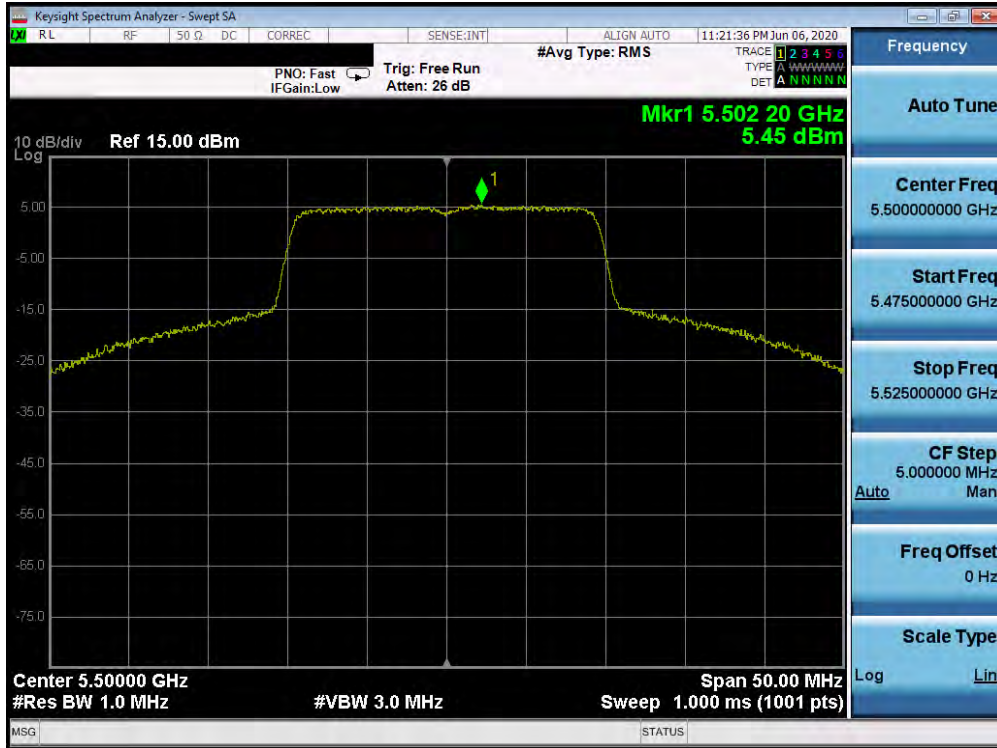 Keysight Spectrum Analyzer - Swept SA
LXI RL RF 50 Ω DC CORREC SENSE:INT ALIGN AUTO 11:21:36 PM Jun 06, 2020
#Avg Type: RMS TRACE 1 2 3 4 5 6
PNO: Fast Trig: Free Run TYPE A WWWWW
IFGain:Low Atten: 26 dB DET A N N N N N
Frequency
Mkr1 5.502 20 GHz
10 dB/div Ref 15.00 dBm 5.45 dBm
Log
1
5.00
-5.00
-15.0
-25.0
-35.0
-45.0
-55.0
-65.0
-75.0
Center 5.50000 GHz Span 50.00 MHz
#Res BW 1.0 MHz #VBW 3.0 MHz Sweep 1.000 ms (1001 pts)
Auto Tune
Center Freq
5.500000000 GHz
Start Freq
5.475000000 GHz
Stop Freq
5.525000000 GHz
CF Step
5.000000 MHz
Auto Man
Freq Offset
0 Hz
Scale Type
Log Lin
MSG STATUS